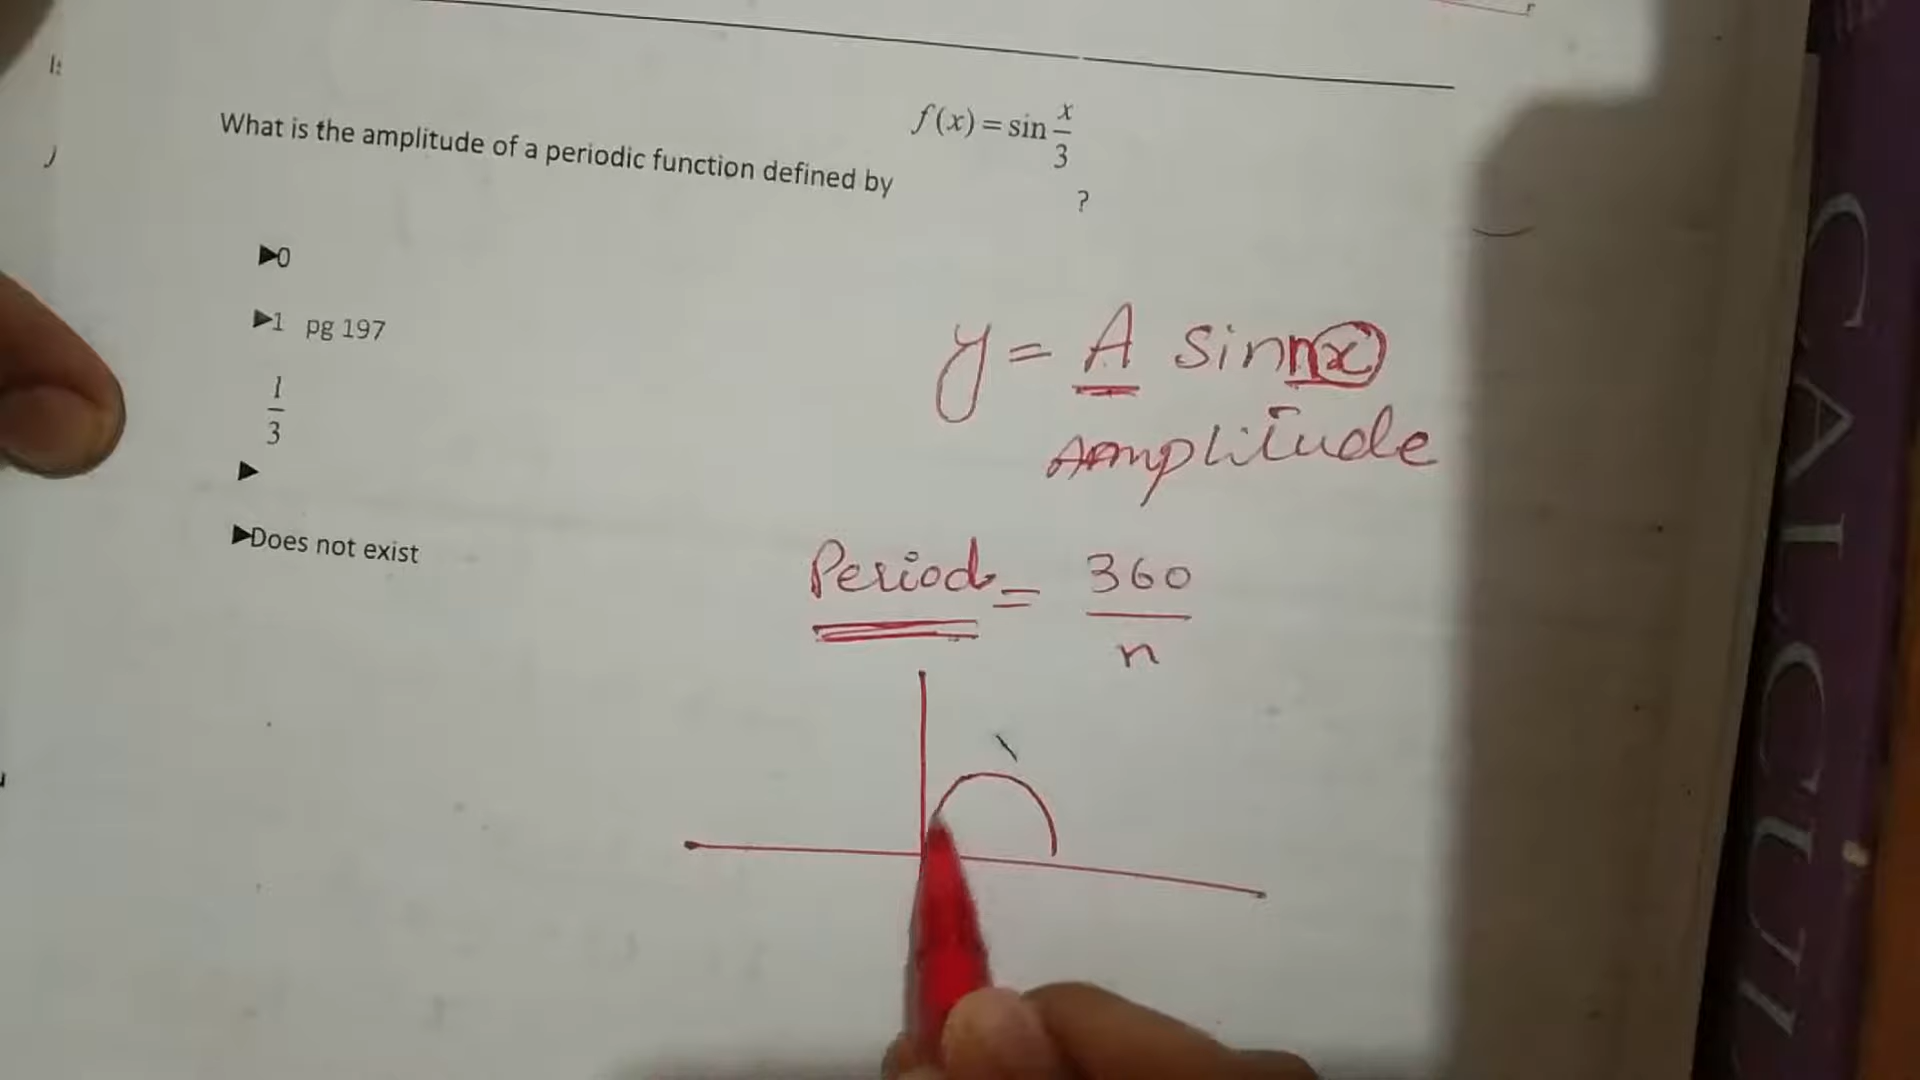 What is the amplitude of a periodic function defined by f(x) = sin x/3 ?
►0
►1 pg 197
1/3
►
►Does not exist
y = A sin nx
Amplitude
Period = 360/n
CALCU